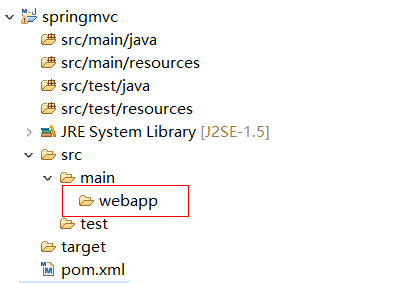 springmvc
src/main/java
src/main/resources
src/test/java
src/test/resources
JRE System Library [J2SE-1.5]
src
main
webapp
test
target
pom.xml